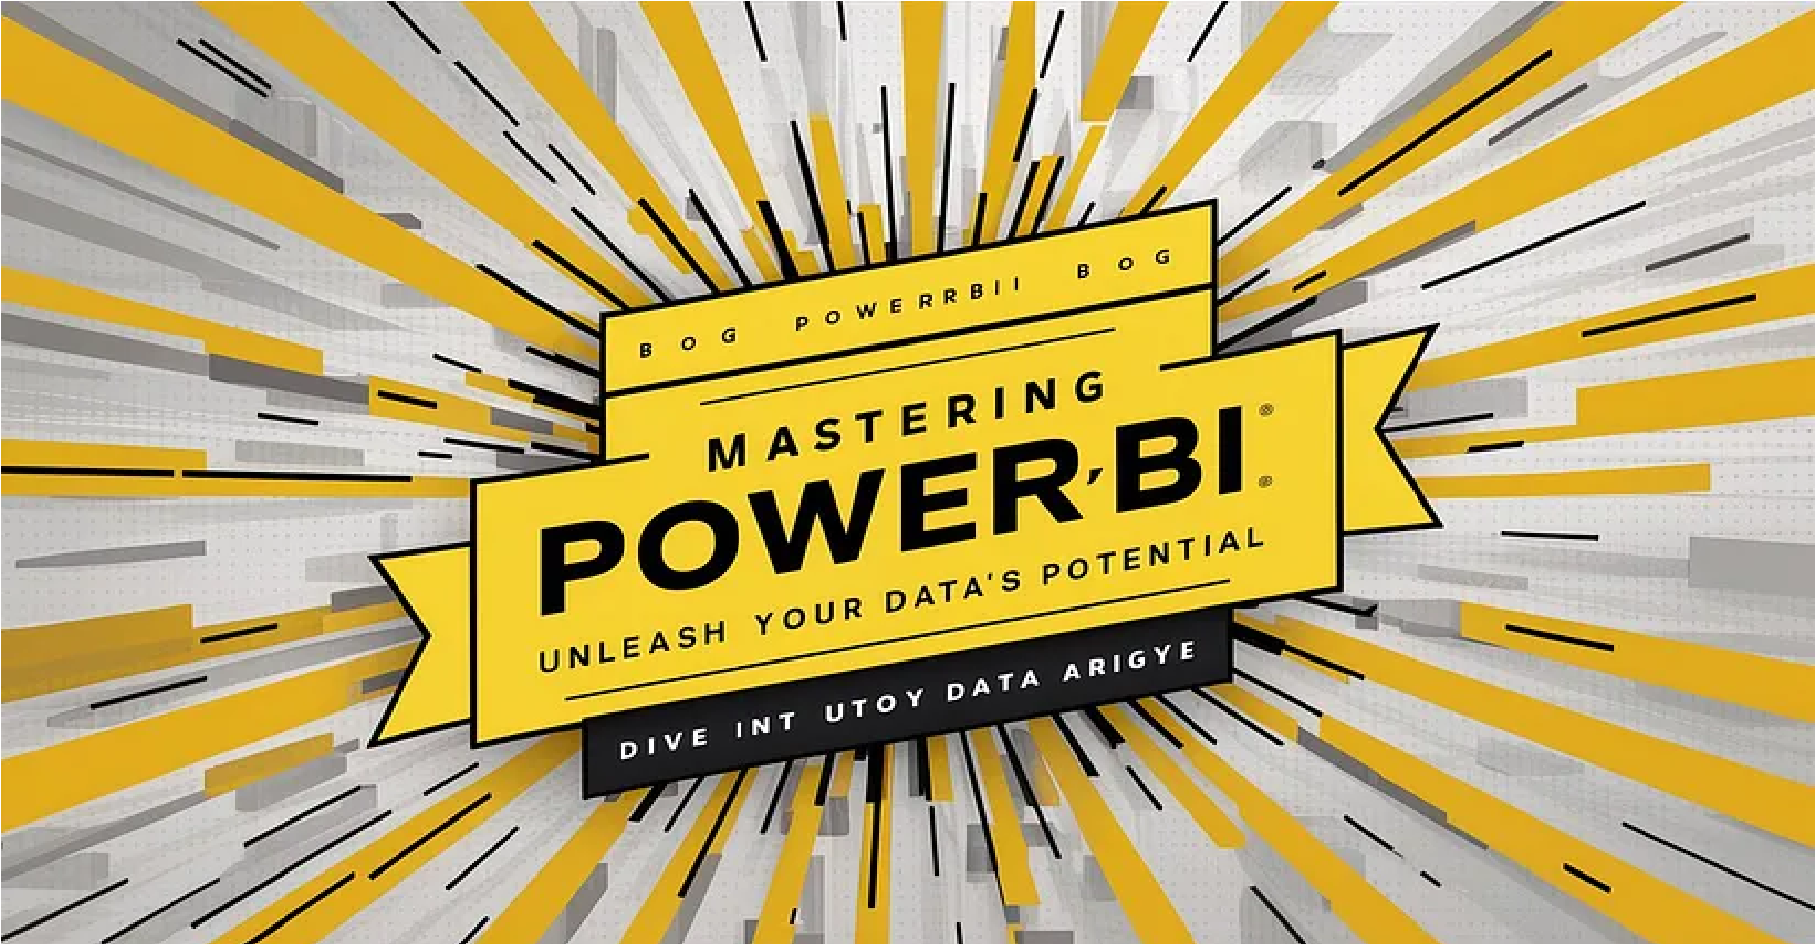 BOG POWERRBII BOG
MASTERING
POWER,BI ®
®
UNLEASH YOUR DATA'S POTENTIAL
DIVE INT UTOY DATA ARIGYE